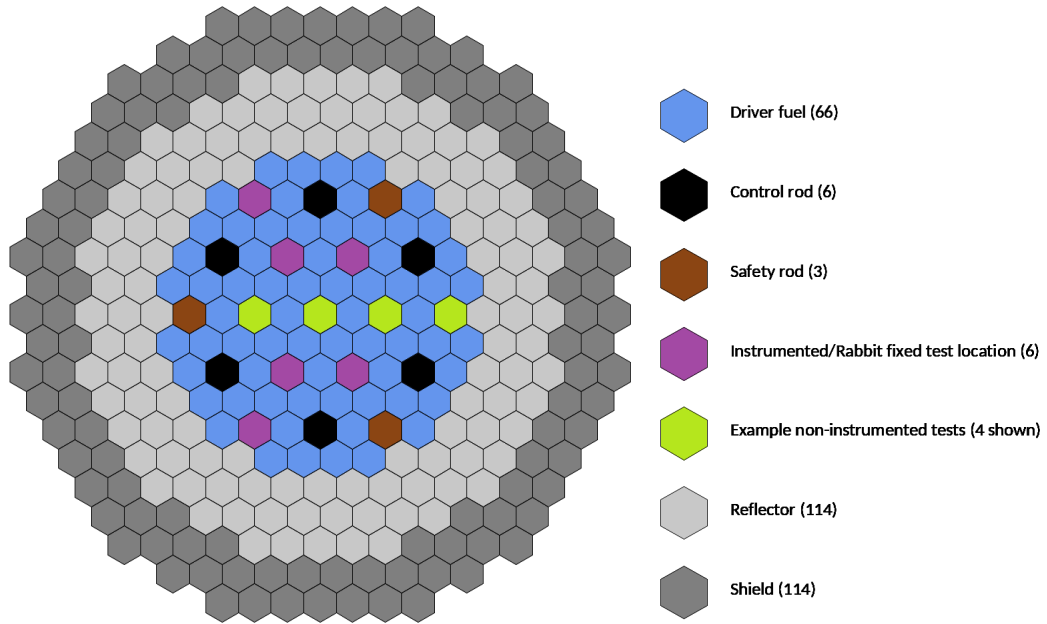 Driver fuel (66)
Control rod (6)
Safety rod (3)
Instrumented/Rabbit fixed test location (6)
Example non-instrumented tests (4 shown)
Reflector (114)
Shield (114)